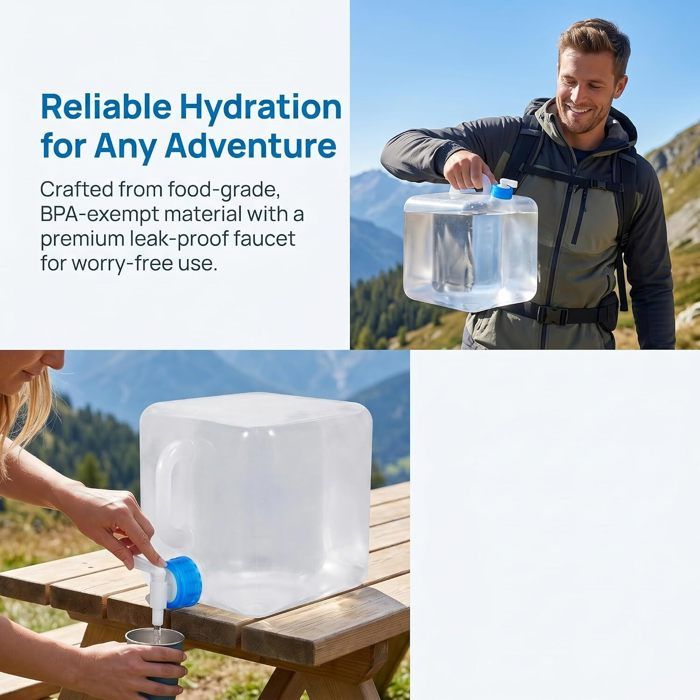 Reliable Hydration
for Any Adventure
Crafted from food-grade,
BPA-exempt material with a
premium leak-proof faucet
for worry-free use.